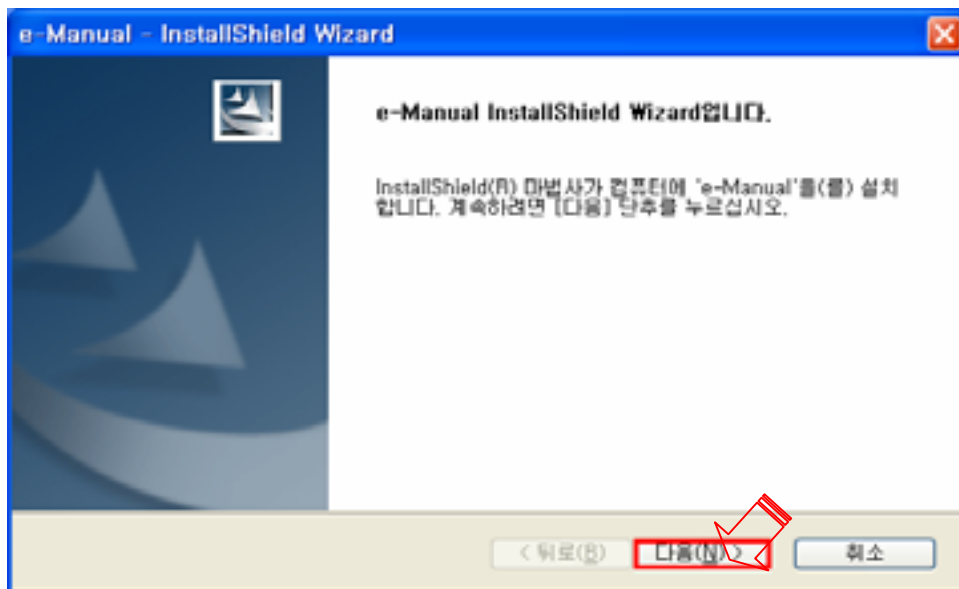 e-Manual - InstallShield Wizard
e-Manual InstallShield Wizard입니다.
InstallShield(R) 마법사가 컴퓨터에 'e-Manual'을(를) 설치
합니다. 계속하려면 [다음] 단추를 누르십시오.
< 뒤로(B) 다음(N) > 취소